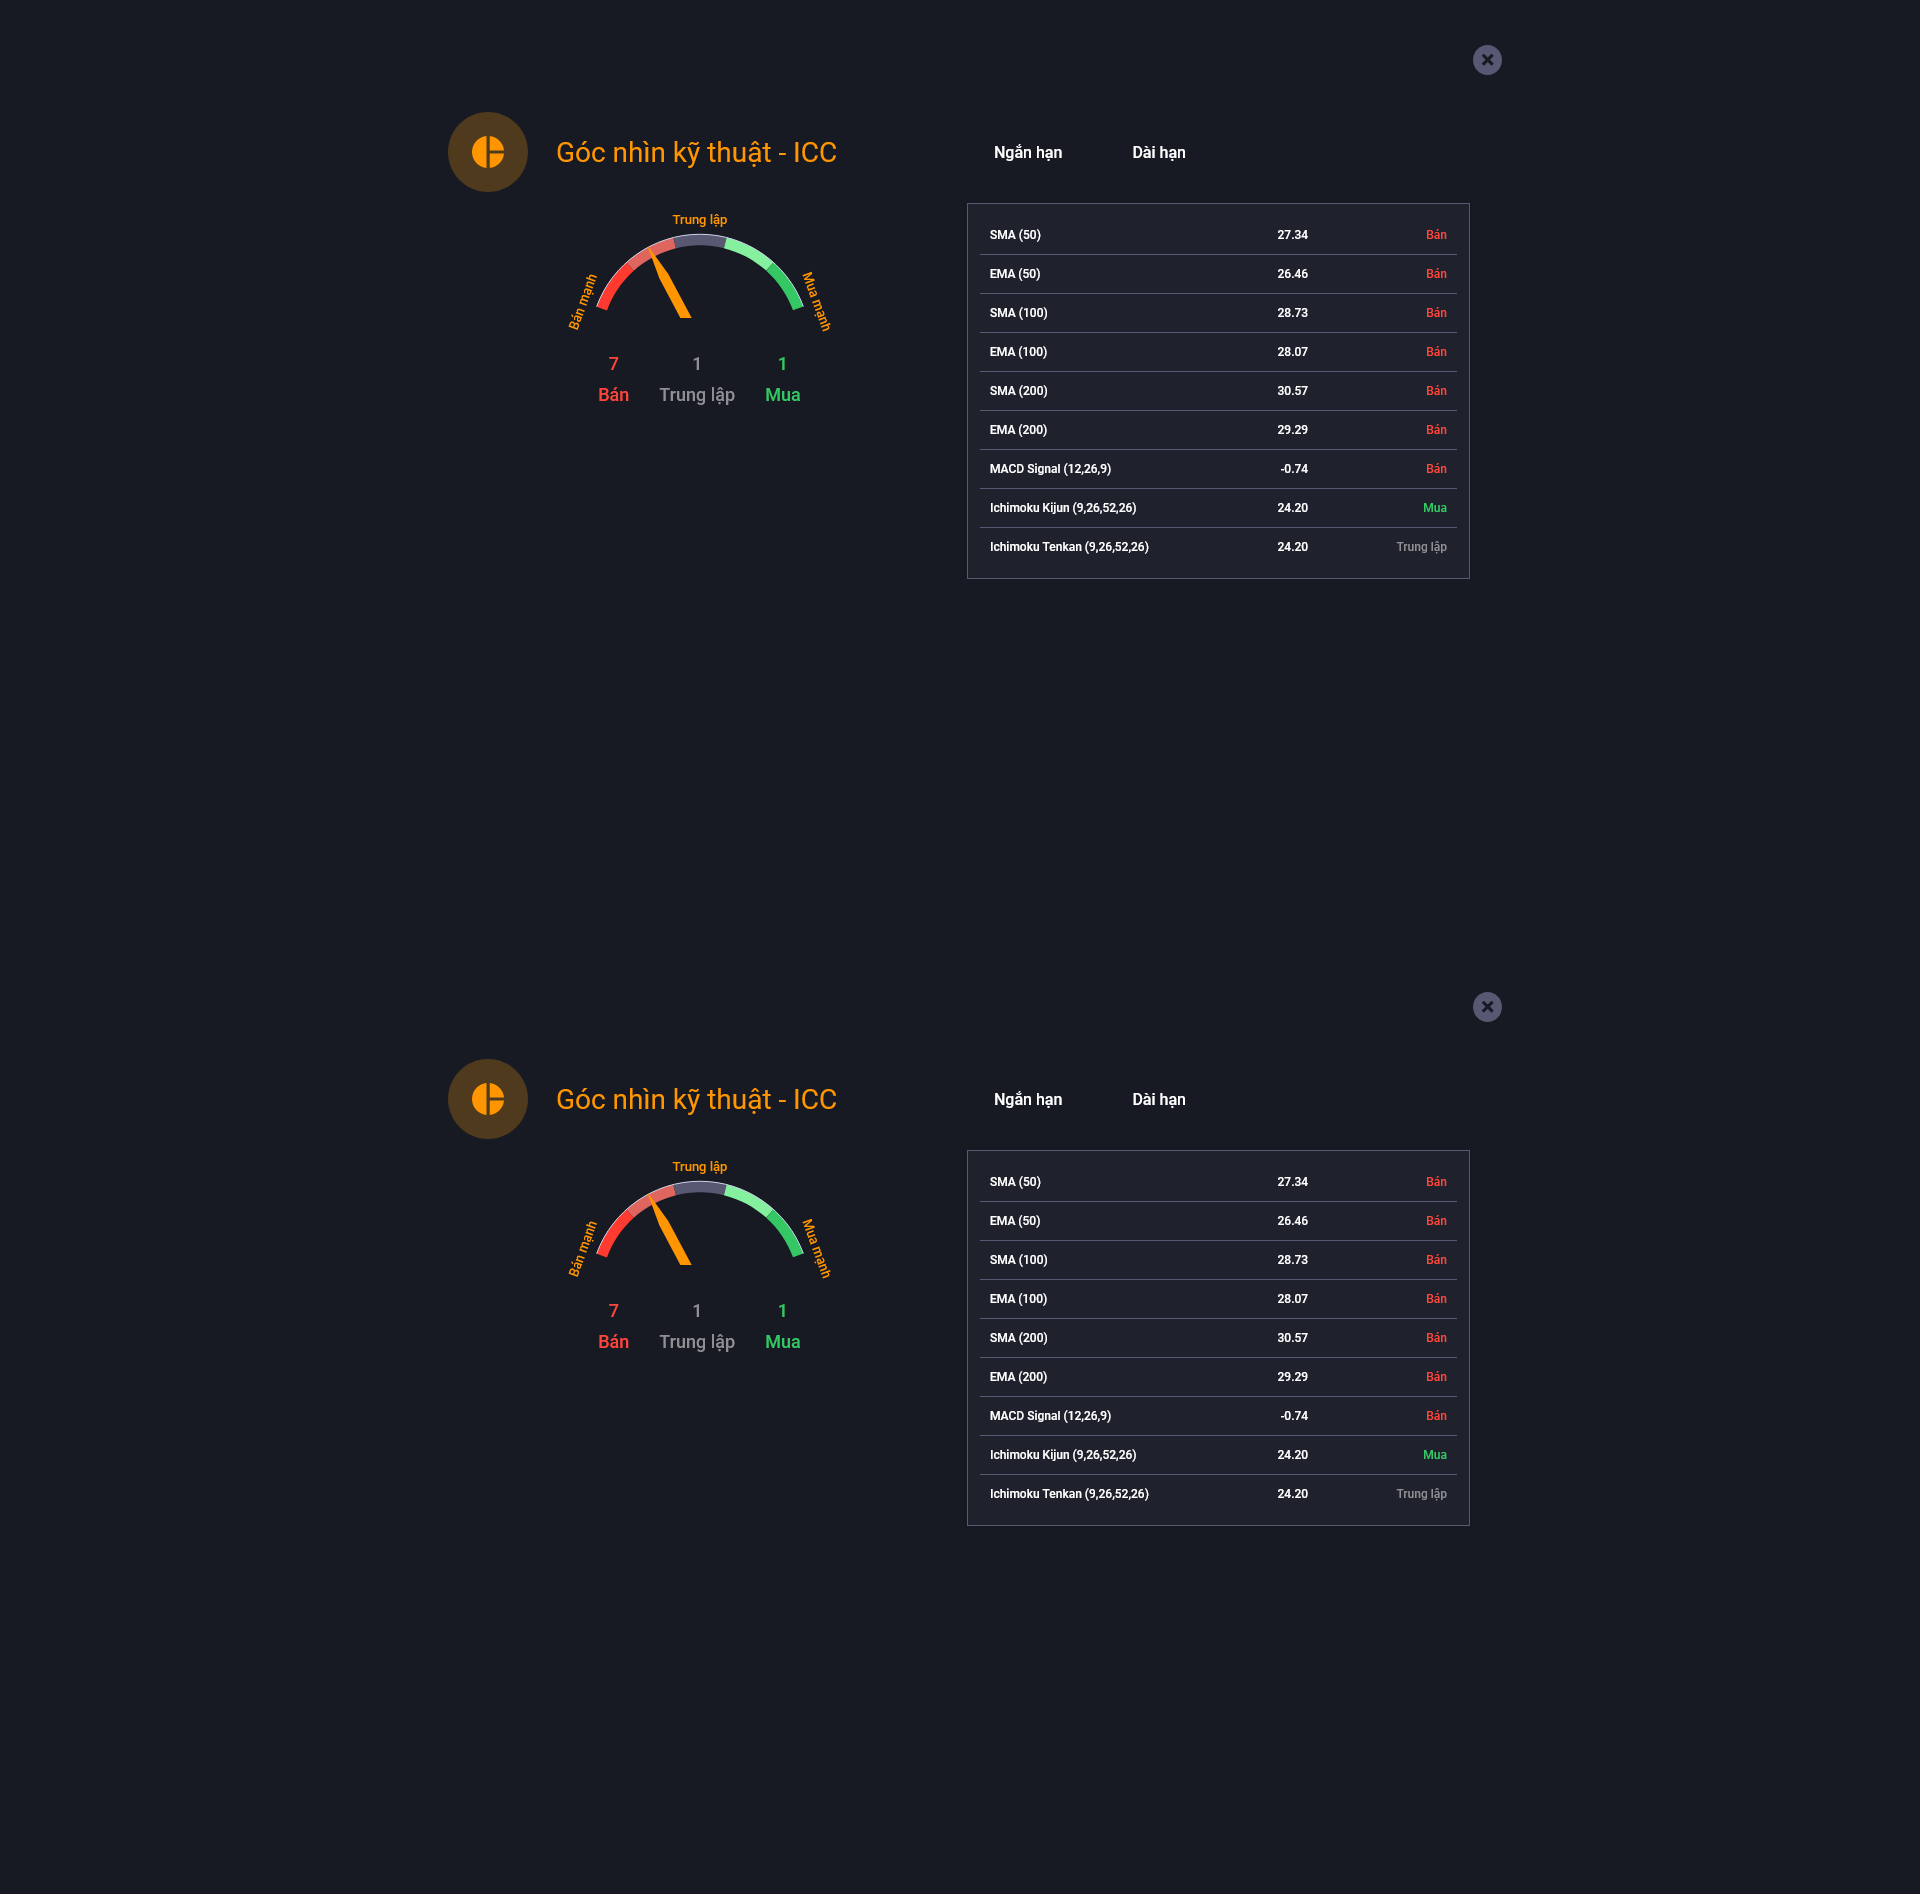 Góc nhìn kỹ thuật - ICC
Ngắn hạn Dài hạn
Trung lập
Bán mạnh
Mua mạnh
7 1 1
Bán Trung lập Mua
SMA (50) 27.34 Bán
EMA (50) 26.46 Bán
SMA (100) 28.73 Bán
EMA (100) 28.07 Bán
SMA (200) 30.57 Bán
EMA (200) 29.29 Bán
MACD Signal (12,26,9) -0.74 Bán
Ichimoku Kijun (9,26,52,26) 24.20 Mua
Ichimoku Tenkan (9,26,52,26) 24.20 Trung lập
Góc nhìn kỹ thuật - ICC
Ngắn hạn Dài hạn
Trung lập
Bán mạnh
Mua mạnh
7 1 1
Bán Trung lập Mua
SMA (50) 27.34 Bán
EMA (50) 26.46 Bán
SMA (100) 28.73 Bán
EMA (100) 28.07 Bán
SMA (200) 30.57 Bán
EMA (200) 29.29 Bán
MACD Signal (12,26,9) -0.74 Bán
Ichimoku Kijun (9,26,52,26) 24.20 Mua
Ichimoku Tenkan (9,26,52,26) 24.20 Trung lập